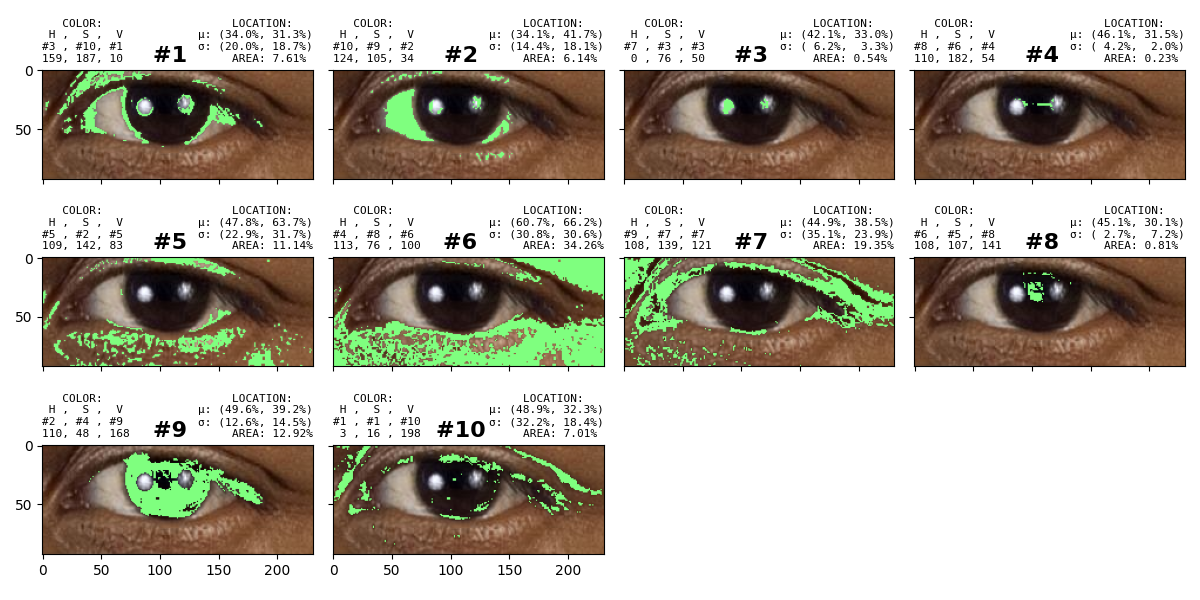 COLOR: LOCATION:
H , S , V μ: (34.0%, 31.3%)
#3 , #10, #1 #1 σ: (20.0%, 18.7%)
159, 187, 10 AREA: 7.61%
COLOR: LOCATION:
H , S , V μ: (34.1%, 41.7%)
#10, #9 , #2 #2 σ: (14.4%, 18.1%)
124, 105, 34 AREA: 6.14%
COLOR: LOCATION:
H , S , V μ: (42.1%, 33.0%)
#7 , #3 , #3 #3 σ: ( 6.2%, 3.3%)
0 , 76 , 50 AREA: 0.54%
COLOR: LOCATION:
H , S , V μ: (46.1%, 31.5%)
#8 , #6 , #4 #4 σ: ( 4.2%, 2.0%)
110, 182, 54 AREA: 0.23%
0
50
COLOR: LOCATION:
H , S , V μ: (47.8%, 63.7%)
#5 , #2 , #5 #5 σ: (22.9%, 31.7%)
109, 142, 83 AREA: 11.14%
COLOR: LOCATION:
H , S , V μ: (60.7%, 66.2%)
#4 , #8 , #6 #6 σ: (30.8%, 30.6%)
113, 76 , 100 AREA: 34.26%
COLOR: LOCATION:
H , S , V μ: (44.9%, 38.5%)
#9 , #7 , #7 #7 σ: (35.1%, 23.9%)
108, 139, 121 AREA: 19.35%
COLOR: LOCATION:
H , S , V μ: (45.1%, 30.1%)
#6 , #5 , #8 #8 σ: ( 2.7%, 7.2%)
108, 107, 141 AREA: 0.81%
0
50
COLOR: LOCATION:
H , S , V μ: (49.6%, 39.2%)
#2 , #4 , #9 #9 σ: (12.6%, 14.5%)
110, 48 , 168 AREA: 12.92%
COLOR: LOCATION:
H , S , V μ: (48.9%, 32.3%)
#1 , #1 , #10 #10 σ: (32.2%, 18.4%)
3 , 16 , 198 AREA: 7.01%
0
50
0 50 100 150 200
0 50 100 150 200